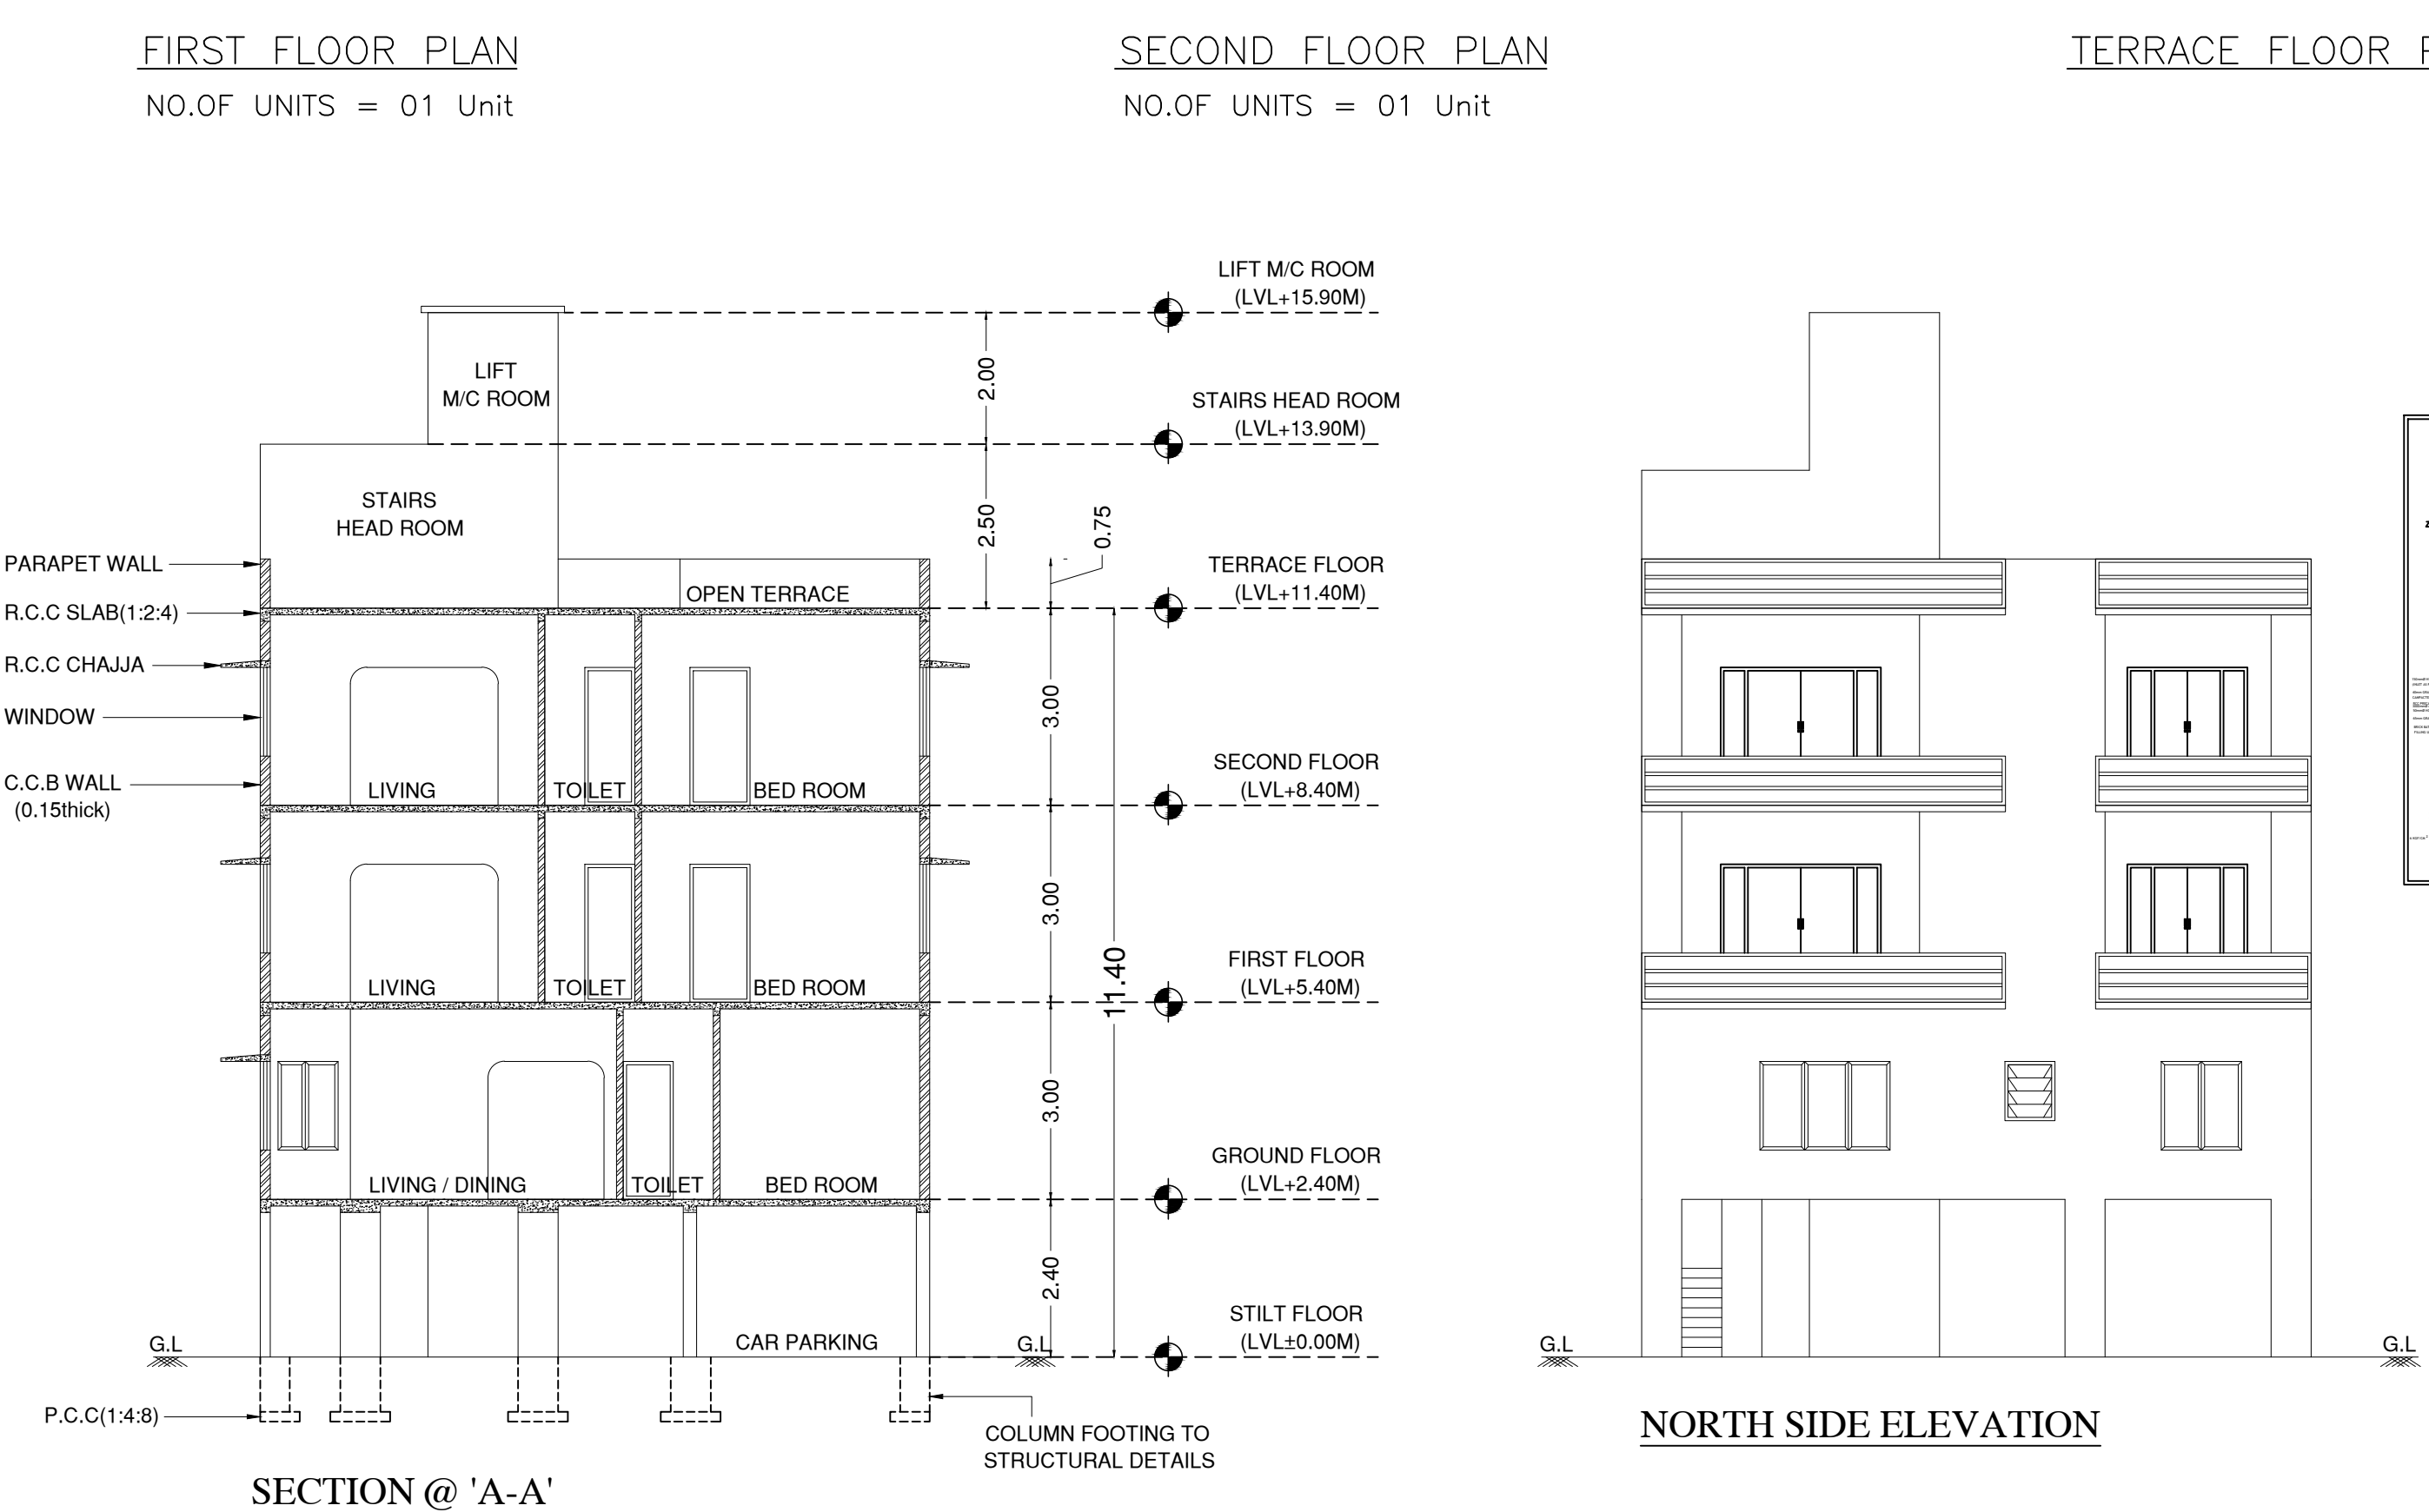 FIRST FLOOR PLAN
NO.OF UNITS = 01 Unit
SECOND FLOOR PLAN
NO.OF UNITS = 01 Unit
TERRACE FLOOR
LIFT M/C ROOM
(LVL+15.90M)
LIFT
M/C ROOM
2.00
STAIRS HEAD ROOM
(LVL+13.90M)
STAIRS
HEAD ROOM
2.50
0.75
PARAPET WALL
TERRACE FLOOR
(LVL+11.40M)
OPEN TERRACE
R.C.C SLAB(1:2:4)
R.C.C CHAJJA
WINDOW
3.00
C.C.B WALL
(0.15thick)
LIVING
TOILET
BED ROOM
SECOND FLOOR
(LVL+8.40M)
3.00
LIVING
TOILET
BED ROOM
11.40
FIRST FLOOR
(LVL+5.40M)
3.00
LIVING / DINING
TOILET
BED ROOM
GROUND FLOOR
(LVL+2.40M)
2.40
CAR PARKING
STILT FLOOR
(LVL±0.00M)
G.L
G.L
G.L
G.L
P.C.C(1:4:8)
COLUMN FOOTING TO
STRUCTURAL DETAILS
SECTION @ 'A-A'
NORTH SIDE ELEVATION